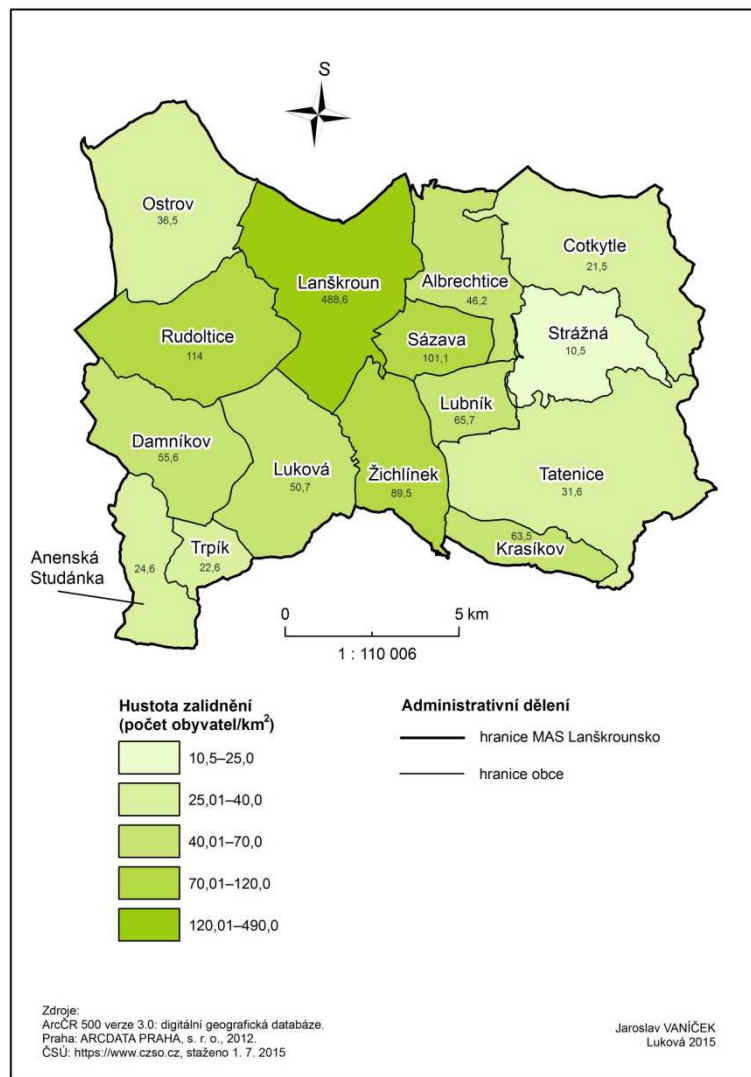 S
Ostrov
36,5
Lanškroun
488,6
Albrechtice
46,2
Cotkytle
21,5
Rudoltice
114
Sázava
101,1
Strážná
10,5
Lubník
65,7
Damníkov
55,6
Luková
50,7
Žichlínek
89,5
Tatenice
31,6
Anenská
Studánka
24,6
Trpík
22,6
63,5
Krasíkov
0 5 km
1 : 110 006
Hustota zalidnění
(počet obyvatel/km²)
10,5–25,0
25,01–40,0
40,01–70,0
70,01–120,0
120,01–490,0
Administrativní dělení
hranice MAS Lanškrounsko
hranice obce
Zdroje:
ArcČR 500 verze 3.0: digitální geografická databáze.
Praha: ARCDATA PRAHA, s. r. o., 2012.
ČSÚ: https://www.czso.cz, staženo 1. 7. 2015
Jaroslav VANÍČEK
Luková 2015